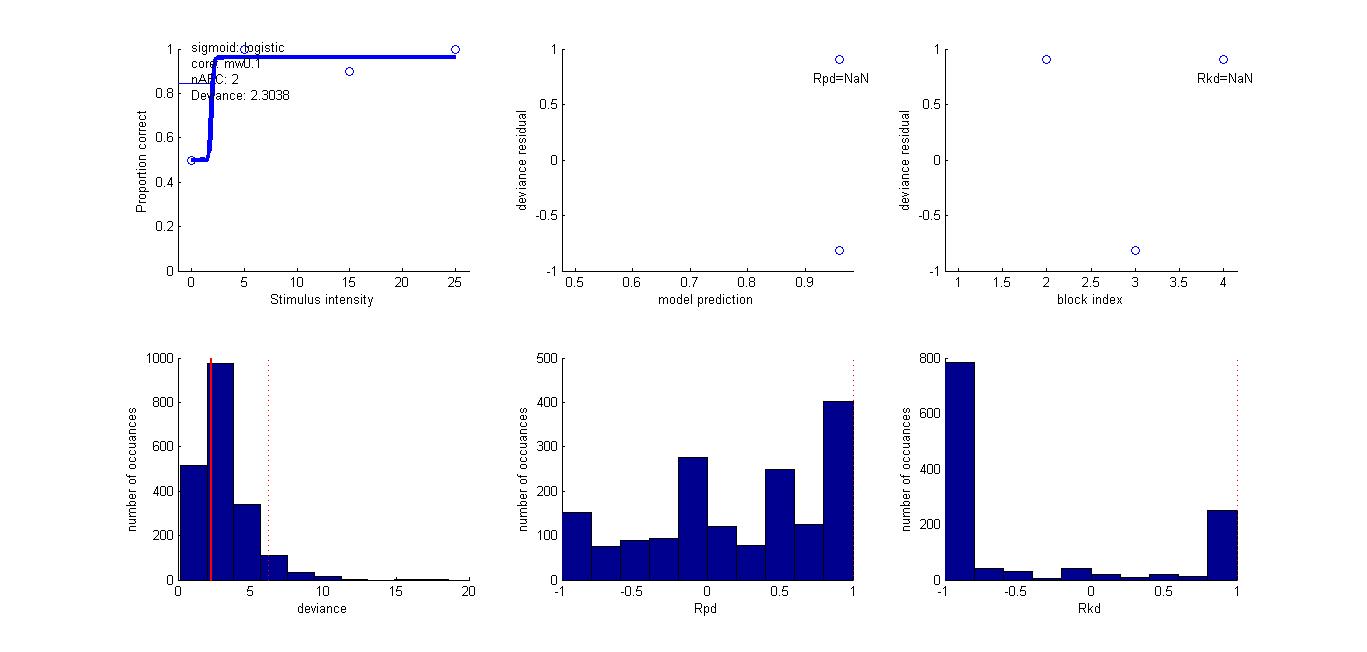 1
0.8
0.6
0.4
0.2
0
Proportion correct
sigmoid: logistic
core: mw0.1
nAFC: 2
Deviance: 2.3038
0 5 10 15 20 25
Stimulus intensity
1
0.5
0
-0.5
-1
deviance residual
Rpd=NaN
0.5 0.6 0.7 0.8 0.9
model prediction
1
0.5
0
-0.5
-1
deviance residual
Rkd=NaN
1 1.5 2 2.5 3 3.5 4
block index
1000
800
600
400
200
0
number of occuances
0 5 10 15 20
deviance
500
400
300
200
100
0
number of occuances
-1 -0.5 0 0.5 1
Rpd
800
600
400
200
0
number of occuances
-1 -0.5 0 0.5 1
Rkd